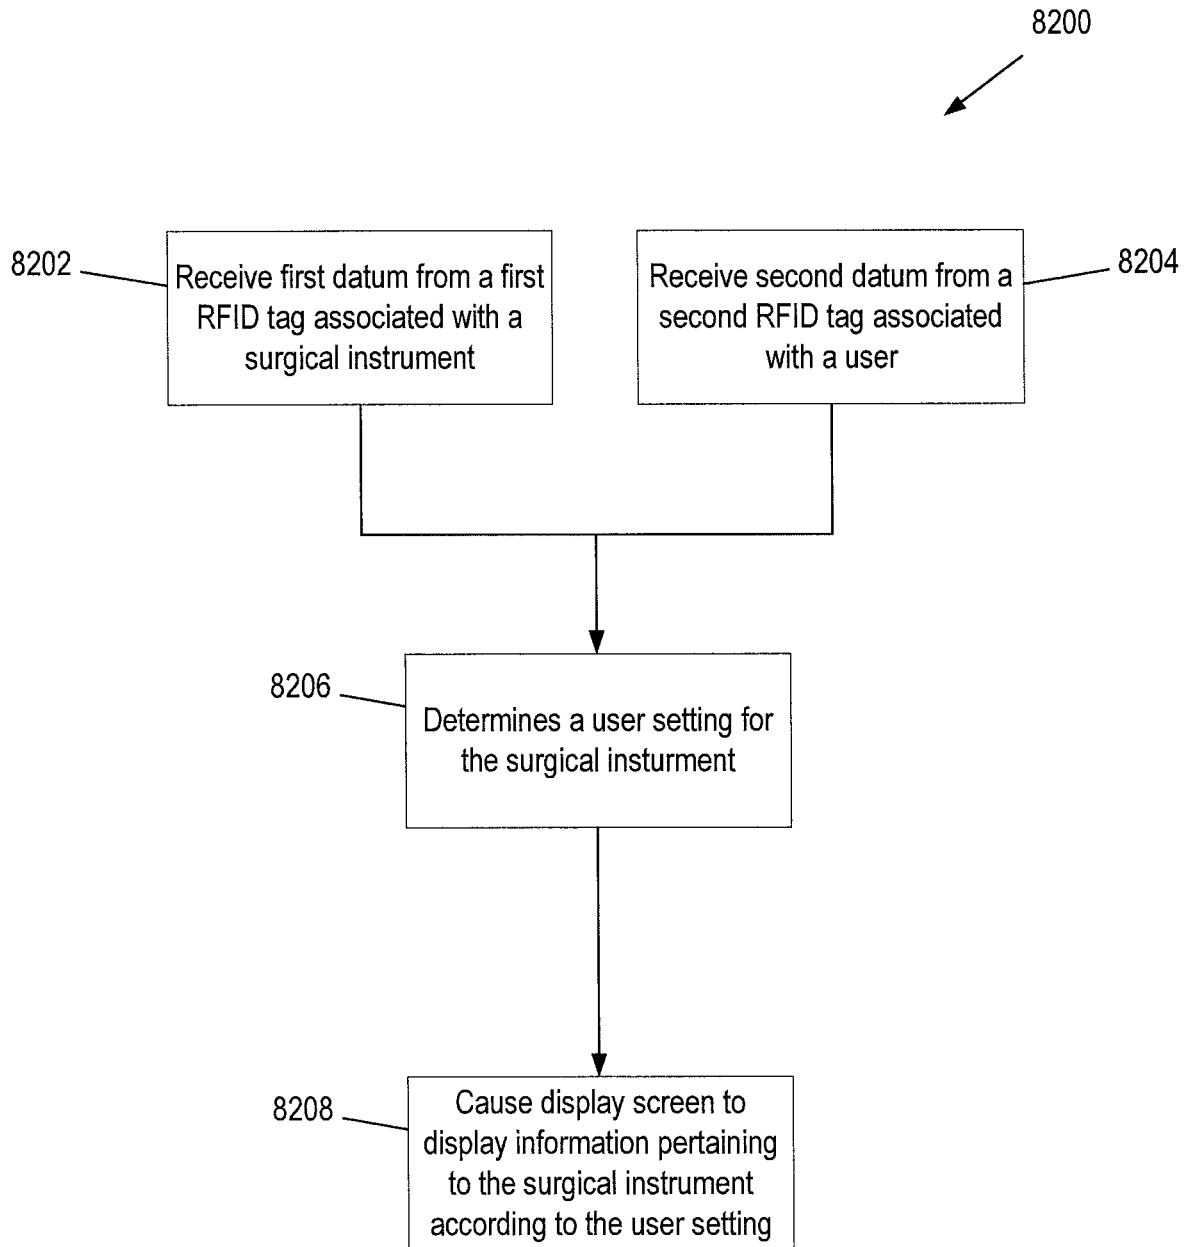 8200
8202
Receive first datum from a first
RFID tag associated with a
surgical instrument
Receive second datum from a
second RFID tag associated
with a user
8204
8206
Determines a user setting for
the surgical insturment
8208
Cause display screen to
display information pertaining
to the surgical instrument
according to the user setting